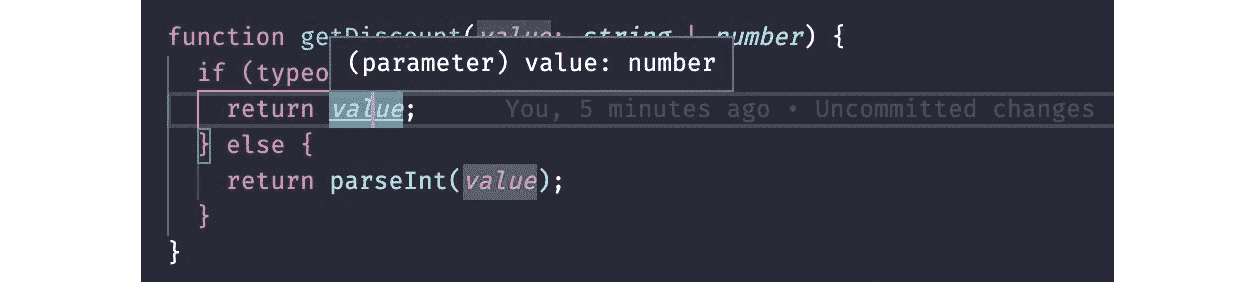 function getDiscount(value: string | number) {
(parameter) value: number
if (typeo
return value; You, 5 minutes ago • Uncommitted changes
} else {
return parseInt(value);
}
}